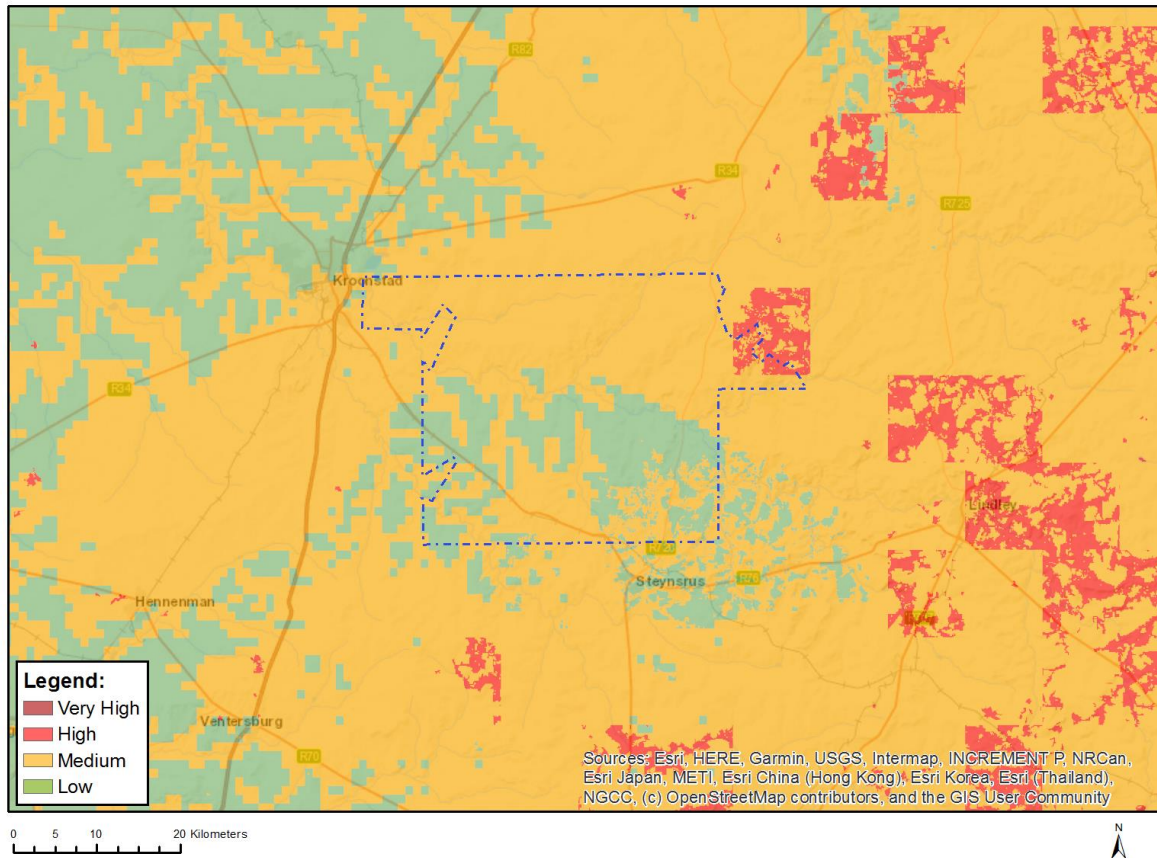 R82
R34
R725
Kroonstad
R34
Lindley
R720
Steynsrus
R76
Hennenman
Ventersburg
R70
Legend:
Very High
High
Medium
Low
Sources: Esri, HERE, Garmin, USGS, Intermap, INCREMENT P, NRCan,
Esri Japan, METI, Esri China (Hong Kong), Esri Korea, Esri (Thailand),
NGCC, (c) OpenStreetMap contributors, and the GIS User Community
0 5 10 20 Kilometers
N